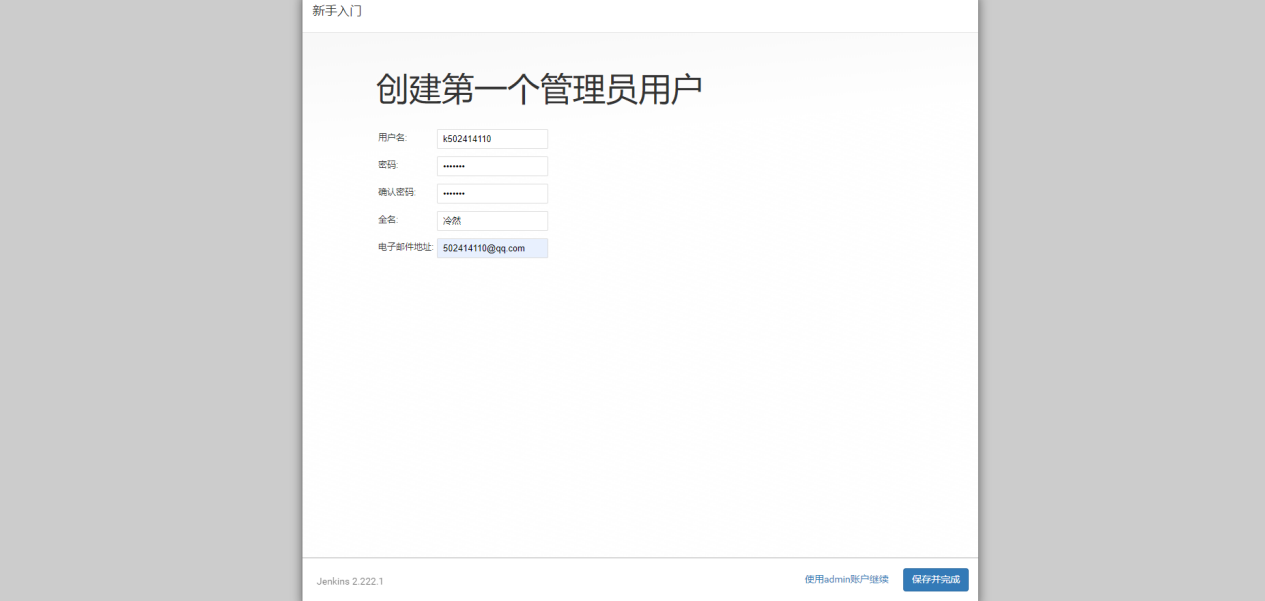 新手入门
创建第一个管理员用户
用户名: k502414110
密码: •••••••
确认密码: •••••••
全名: 冷然
电子邮件地址: 502414110@qq.com
Jenkins 2.222.1 使用admin账户继续 保存并完成